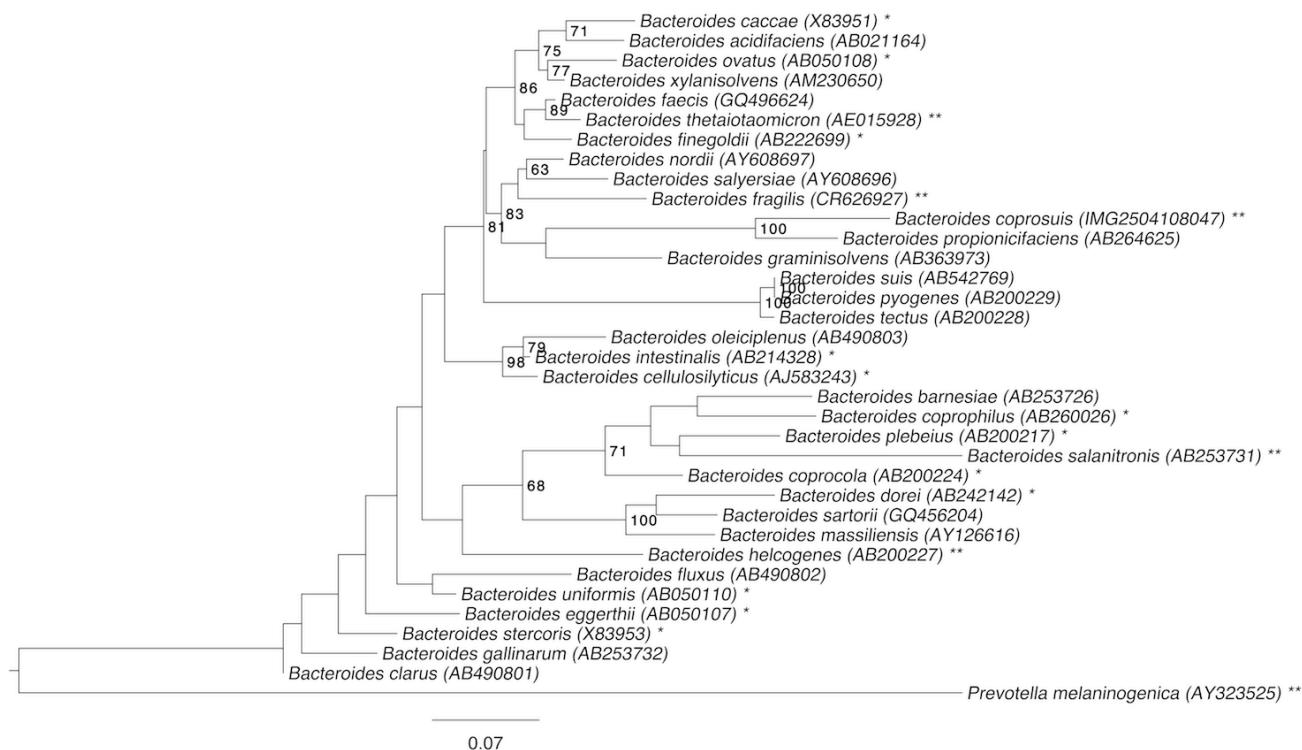 Bacteroides caccae (X83951) *
71
Bacteroides acidifaciens (AB021164)
75
Bacteroides ovatus (AB050108) *
77
Bacteroides xylanisolvens (AM230650)
86
Bacteroides faecis (GQ496624)
89
Bacteroides thetaiotaomicron (AE015928) **
Bacteroides finegoldii (AB222699) *
Bacteroides nordii (AY608697)
63
Bacteroides salyersiae (AY608696)
Bacteroides fragilis (CR626927) **
83
Bacteroides coprosuis (IMG2504108047) **
81
100
Bacteroides propionicifaciens (AB264625)
Bacteroides graminisolvens (AB363973)
Bacteroides suis (AB542769)
100
Bacteroides pyogenes (AB200229)
100
Bacteroides tectus (AB200228)
Bacteroides oleiciplenus (AB490803)
79
Bacteroides intestinalis (AB214328) *
98
Bacteroides cellulosilyticus (AJ583243) *
Bacteroides barnesiae (AB253726)
Bacteroides coprophilus (AB260026) *
Bacteroides plebeius (AB200217) *
71
Bacteroides salanitronis (AB253731) **
Bacteroides coprocola (AB200224) *
68
Bacteroides dorei (AB242142) *
Bacteroides sartorii (GQ456204)
100
Bacteroides massiliensis (AY126616)
Bacteroides helcogenes (AB200227) **
Bacteroides fluxus (AB490802)
Bacteroides uniformis (AB050110) *
Bacteroides eggerthii (AB050107) *
Bacteroides stercoris (X83953) *
Bacteroides gallinarum (AB253732)
Bacteroides clarus (AB490801)
Prevotella melaninogenica (AY323525) **
0.07